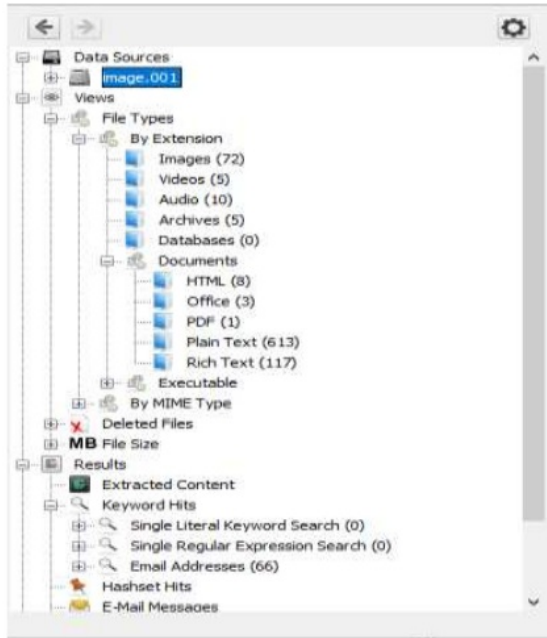 Data Sources
image.001
Views
File Types
By Extension
Images (72)
Videos (5)
Audio (10)
Archives (5)
Databases (0)
Documents
HTML (8)
Office (3)
PDF (1)
Plain Text (613)
Rich Text (117)
Executable
By MIME Type
Deleted Files
MB File Size
Results
Extracted Content
Keyword Hits
Single Literal Keyword Search (0)
Single Regular Expression Search (0)
Email Addresses (66)
Hashset Hits
E-Mail Messages